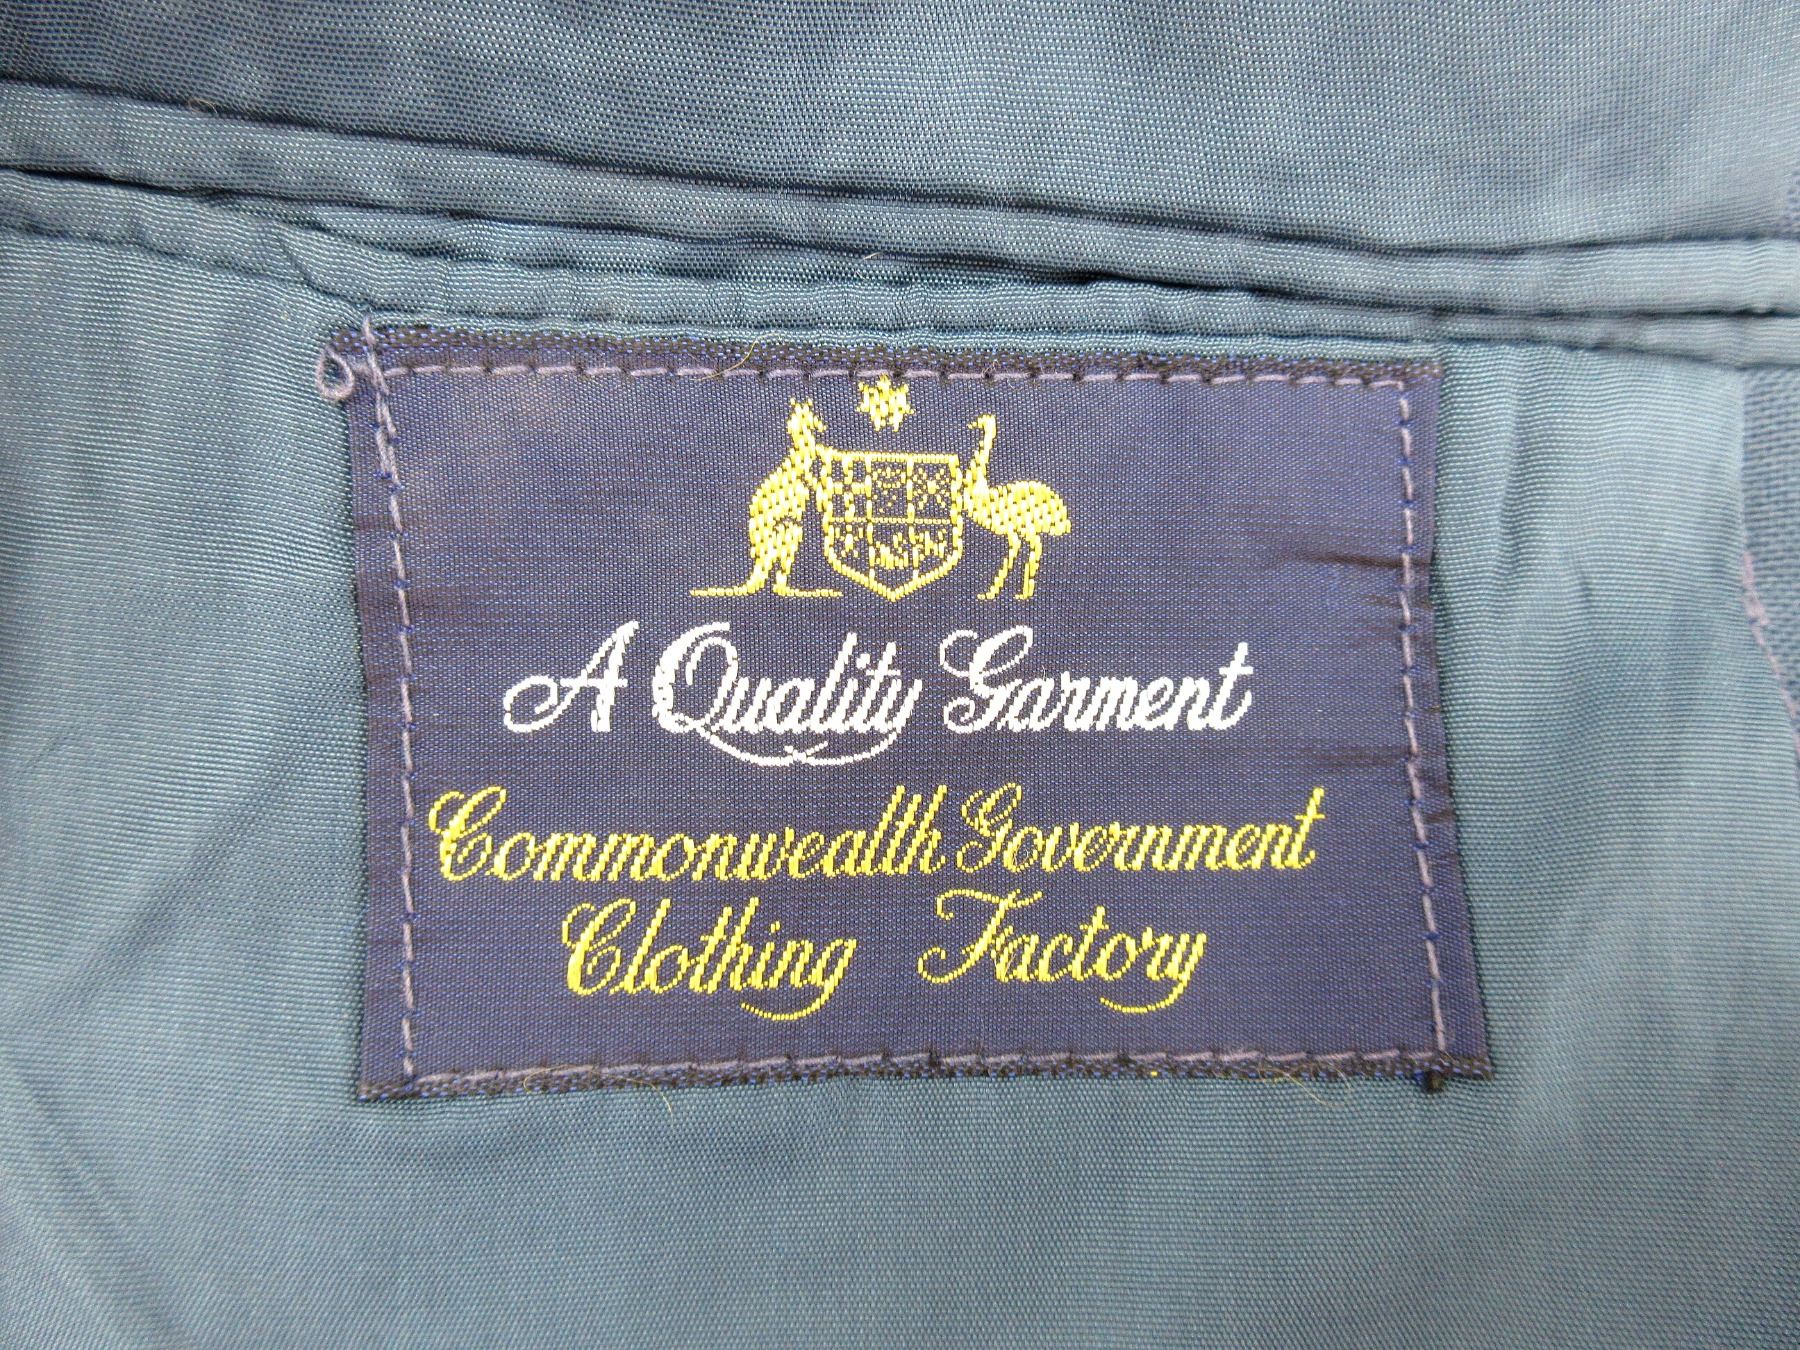 A Quality Garment
Commonwealth Government
Clothing Factory